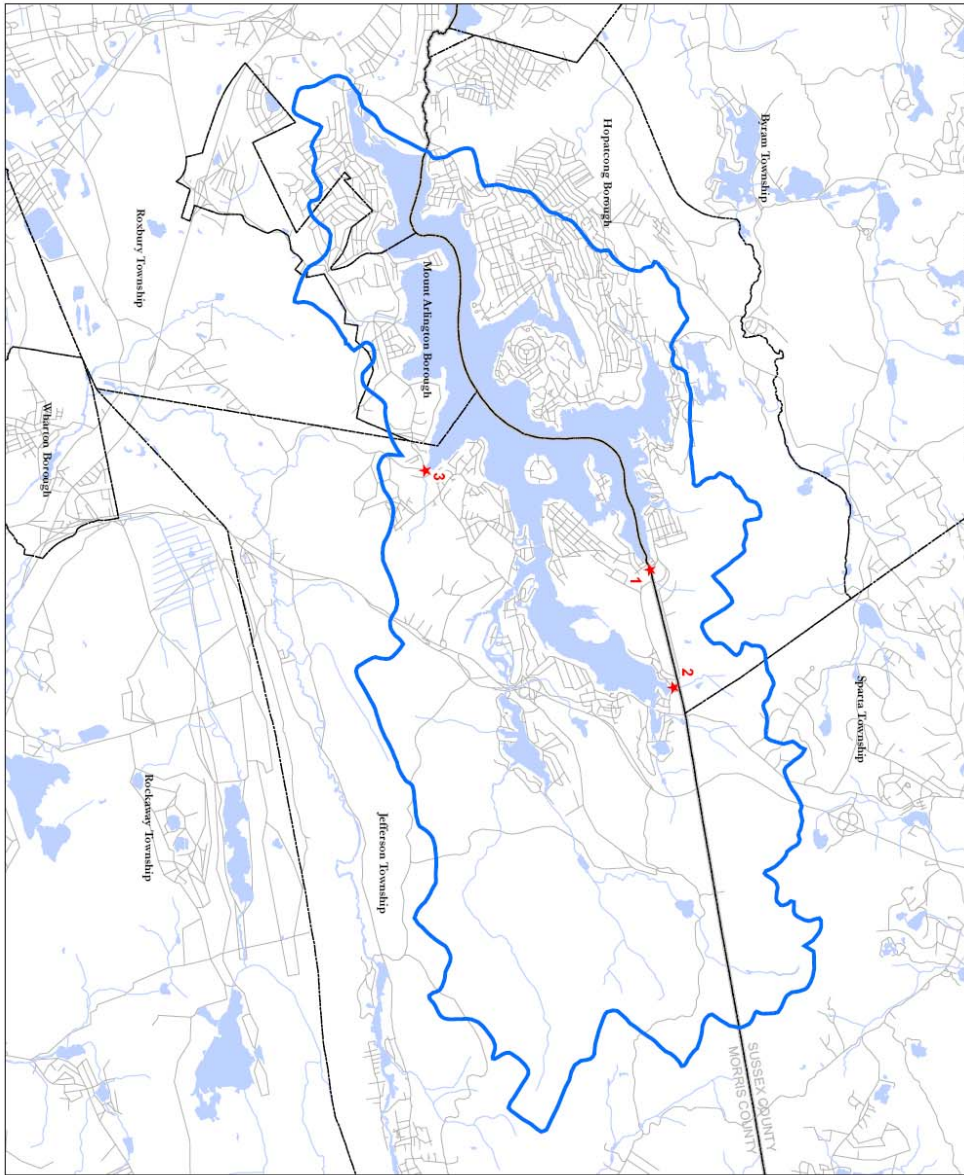 Sparta Township
Byram Township
SUSSEX COUNTY
MORRIS COUNTY
2
1
Hopatcong Borough
3
Mount Arlington Borough
Jefferson Township
Rockaway Township
Roxbury Township
Wharton Borough